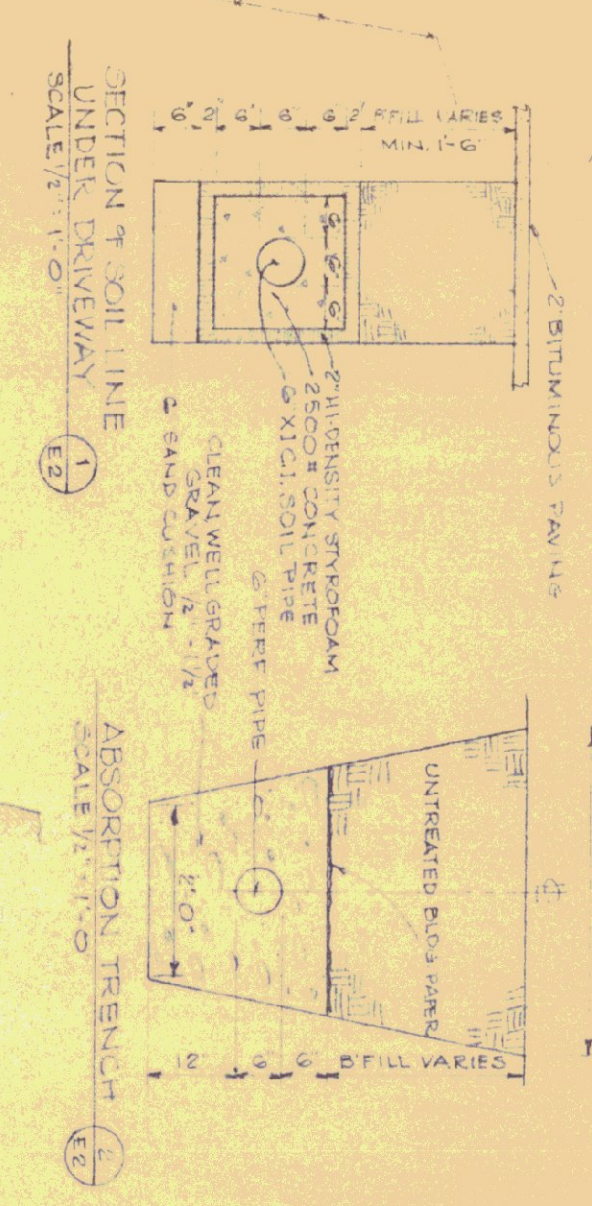 2" BITUMINOUS PAVING
6" 2" 6" 6" 6" 2" B'FILL VARIES
MIN. 1'-6"
6" 6" 6"
2" HI-DENSITY STYROFOAM
2500# CONCRETE
6" X.I C.I. SOIL PIPE
6" SAND CUSHION
SECTION OF SOIL LINE
UNDER DRIVEWAY
SCALE 1/2" = 1'-0"
1
E2
UNTREATED BLDG PAPER
6" PERF PIPE
CLEAN, WELL GRADED
GRAVEL 1/2" - 1 1/2"
2'-0"
12" 6" 6" B'FILL VARIES
ABSORPTION TRENCH
SCALE 1/2" = 1'-0
2
E2